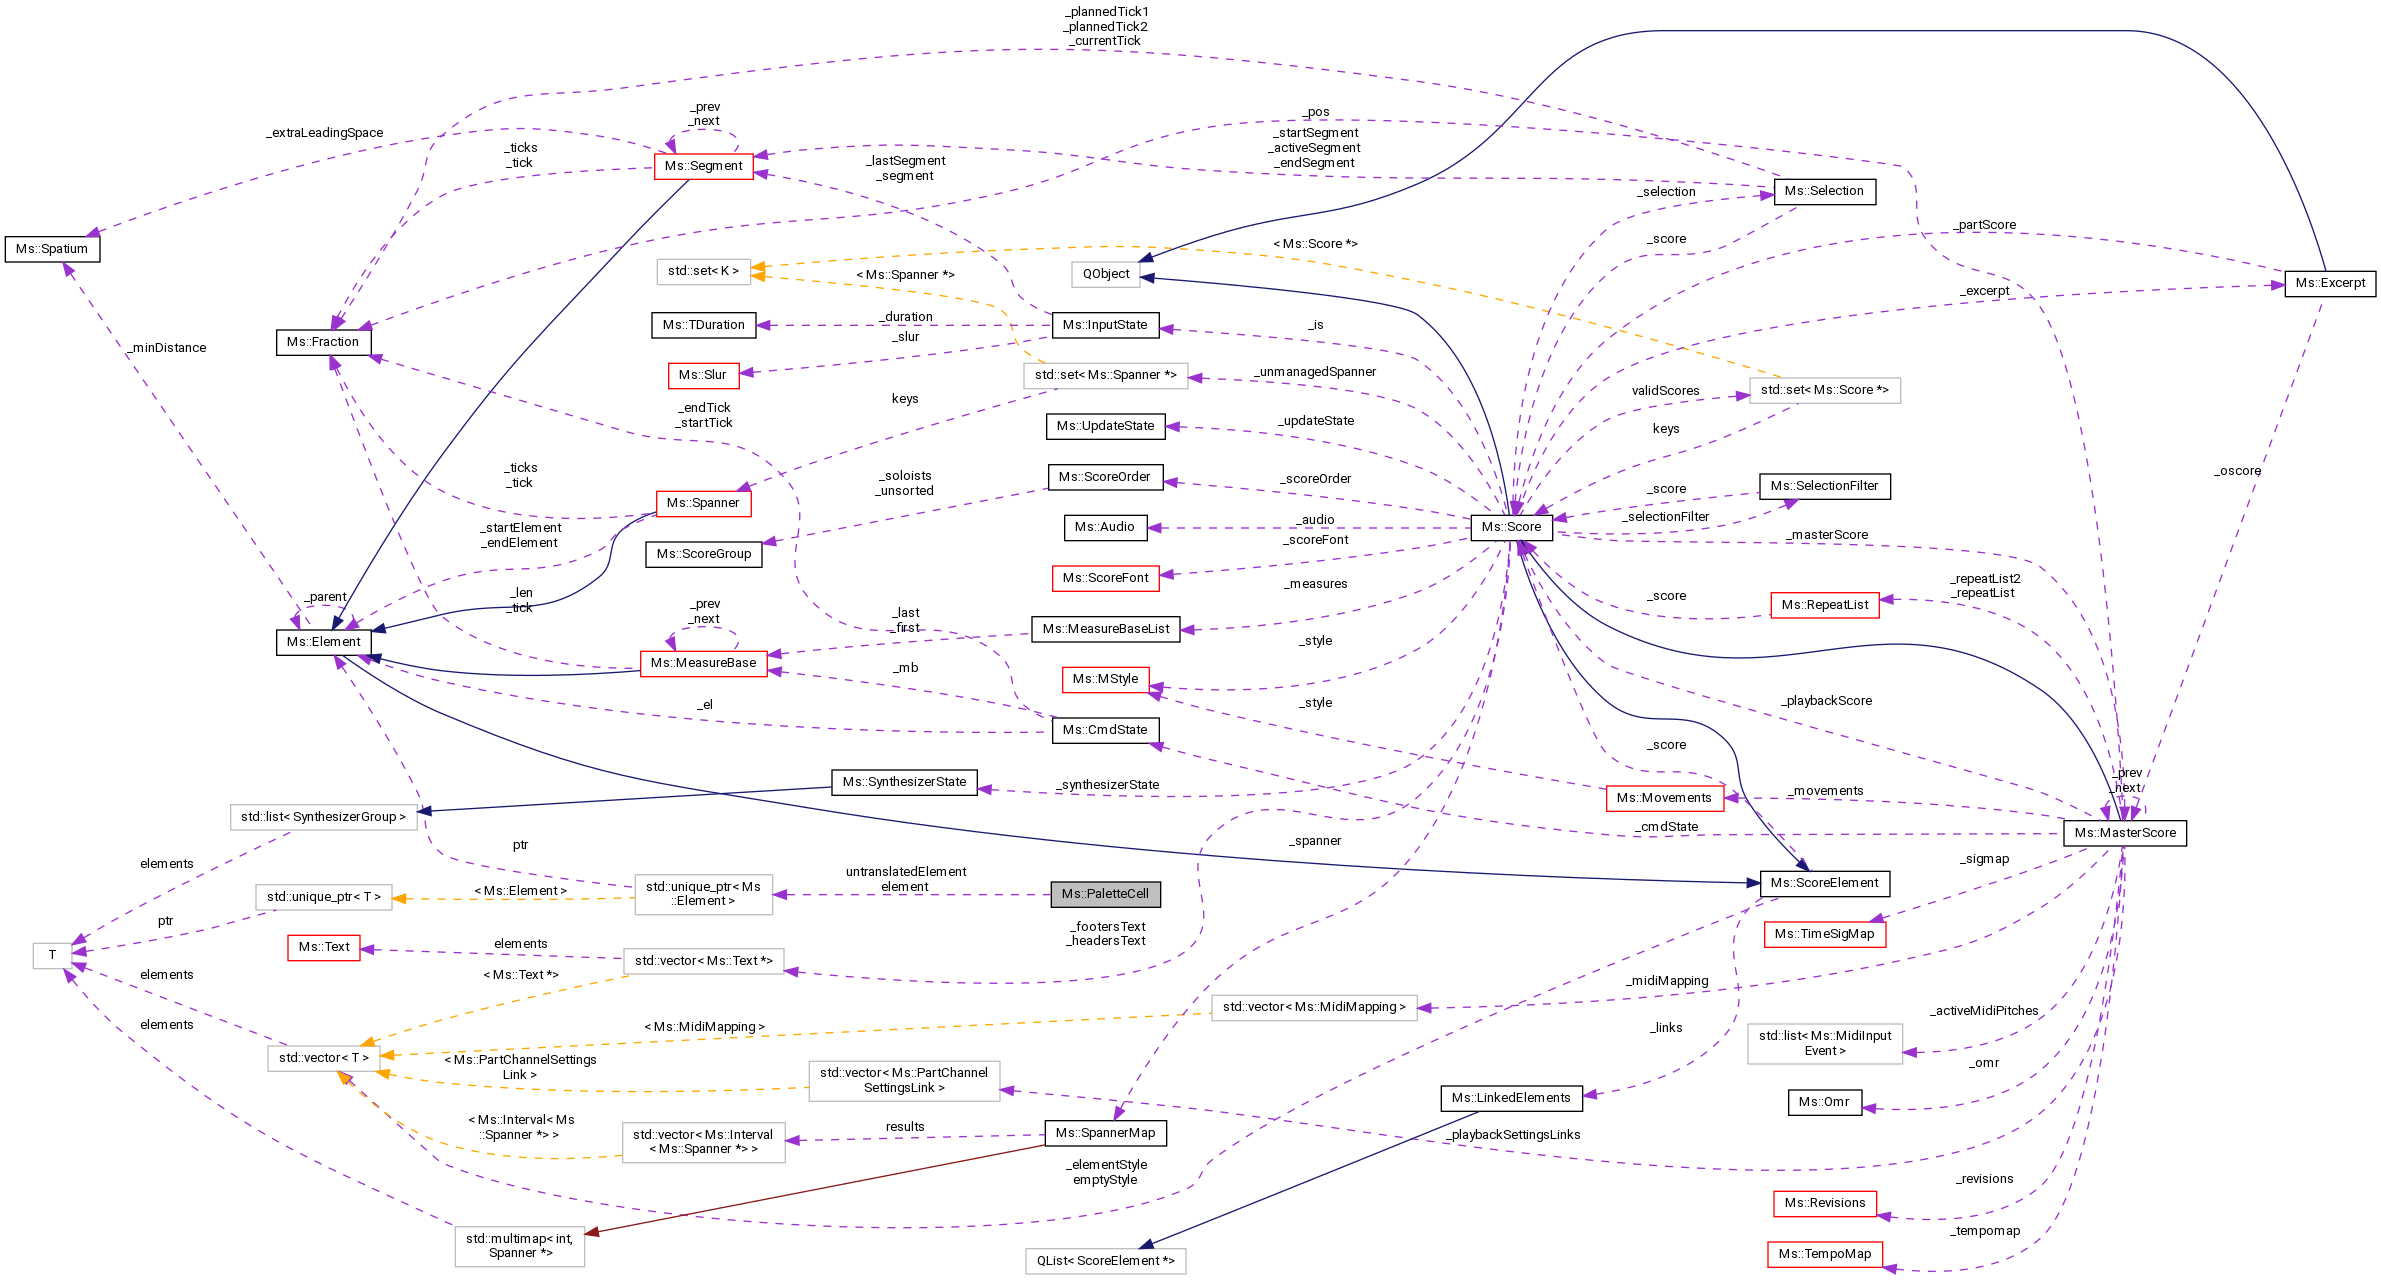 _plannedTick1
_plannedTick2
_currentTick
_prev
_next
_pos
_extraLeadingSpace
_ticks
_tick
_startSegment
_activeSegment
_endSegment
_lastSegment
_segment
Ms::Segment
Ms::Selection
_selection
_partScore
_score
Ms::Spatium
< Ms::Score *>
std::set< K >
< Ms::Spanner *>
QObject
Ms::Excerpt
_excerpt
_duration
Ms::TDuration
Ms::InputState
_is
_slur
Ms::Fraction
_minDistance
Ms::Slur
std::set< Ms::Spanner *>
_unmanagedSpanner
validScores
std::set< Ms::Score *>
keys
_endTick
_startTick
Ms::UpdateState
_updateState
keys
_ticks
_tick
_soloists
_unsorted
Ms::ScoreOrder
_scoreOrder
_score
Ms::SelectionFilter
_oscore
Ms::Spanner
_selectionFilter
_startElement
_endElement
Ms::ScoreGroup
Ms::Audio
_audio
Ms::Score
_scoreFont
_masterScore
Ms::ScoreFont
_measures
_repeatList2
_repeatList
_parent
_len
_tick
_prev
_next
_last
_first
_score
Ms::RepeatList
Ms::Element
Ms::MeasureBaseList
_style
Ms::MeasureBase
_mb
Ms::MStyle
_el
_style
_playbackScore
Ms::CmdState
_score
_synthesizerState
Ms::SynthesizerState
Ms::Movements
_movements
_prev
_next
std::list< SynthesizerGroup >
_cmdState
Ms::MasterScore
ptr
_spanner
elements
untranslatedElement
element
_sigmap
< Ms::Element >
std::unique_ptr< Ms
::Element >
Ms::PaletteCell
Ms::ScoreElement
std::unique_ptr< T >
ptr
_footersText
_headersText
Ms::TimeSigMap
Ms::Text
elements
T
std::vector< Ms::Text *>
elements
< Ms::Text *>
_midiMapping
std::vector< Ms::MidiMapping >
_activeMidiPitches
elements
< Ms::MidiMapping >
_links
std::list< Ms::MidiInput
Event >
std::vector< T >
< Ms::PartChannelSettings
Link >
_omr
std::vector< Ms::PartChannel
SettingsLink >
Ms::LinkedElements
Ms::Omr
< Ms::Interval< Ms
::Spanner *> >
results
Ms::SpannerMap
std::vector< Ms::Interval
< Ms::Spanner *> >
_playbackSettingsLinks
_elementStyle
emptyStyle
_revisions
Ms::Revisions
std::multimap< int,
Spanner *>
_tempomap
QList< ScoreElement *>
Ms::TempoMap